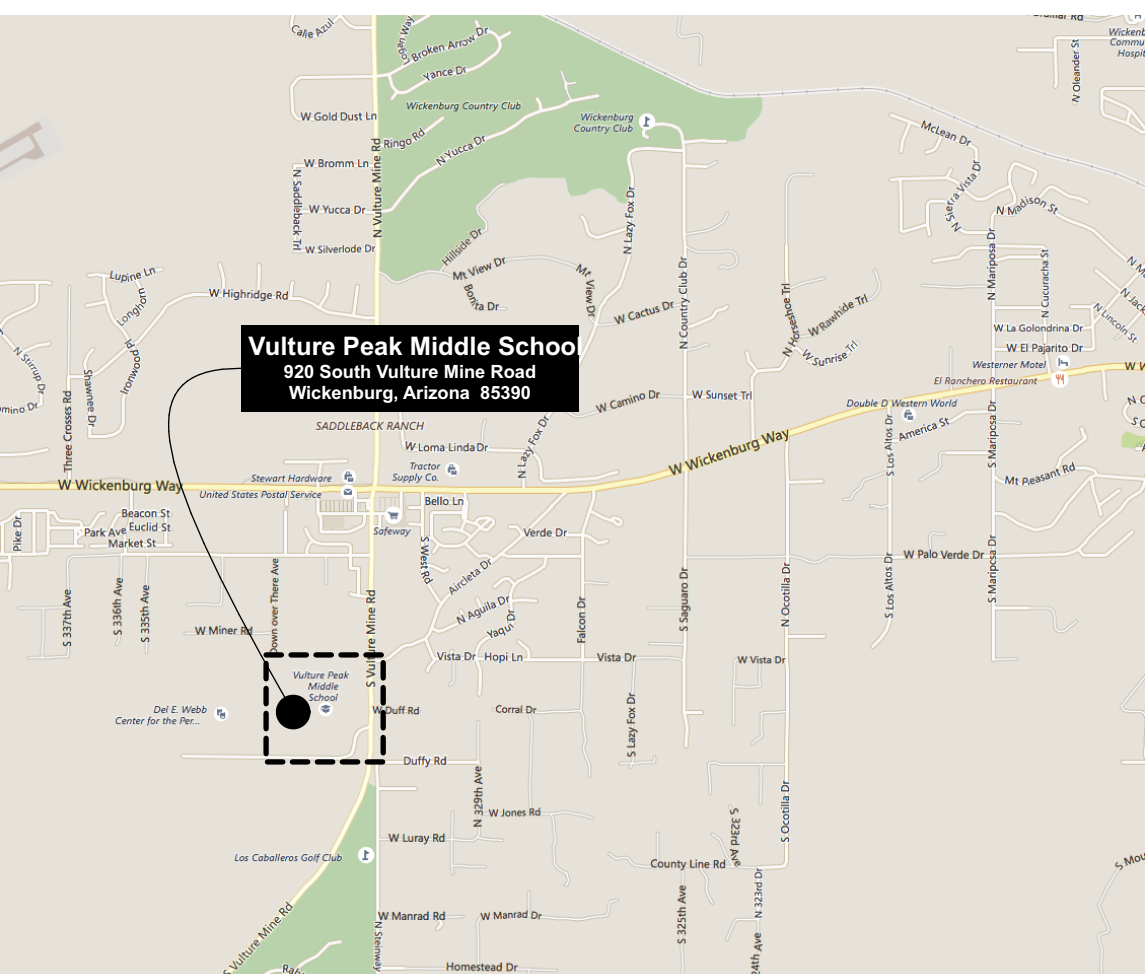 Calle Azul
Logan Way
Broken Arrow Dr
Yance Dr
Wickenburg Country Club
W Gold Dust Ln
Ringo Rd
N Yucca Dr
Wickenburg
Country Club
N Oleander St
McLean Dr
W Bromm Ln
N Saddleback Trl
N Vulture Mine Rd
W Yucca Dr
W Silverlode Dr
Hillside Dr
Mt View Dr
Bonita Dr
Mt View Dr
N Lazy Fox Dr
N Country Club Dr
N Sierra Vista Dr
N Madison St
N Mariposa Dr
N Cucuracha St
Lupine Ln
Longhorn
W Highridge Rd
Ironwood Pl
N Stirrup Dr
Shawnee Dr
Three Crosses Rd
W Cactus Dr
N Horseshoe Trl
W Rawhide Trl
W Sunrise Trl
N Lincoln St
W La Golondrina Dr
W El Pajarito Dr
Westerner Motel
El Ranchero Restaurant
Vulture Peak Middle School
920 South Vulture Mine Road
Wickenburg, Arizona 85390
W Camino Dr
W Sunset Trl
Double D Western World
America St
S Los Altos Dr
S Mariposa Dr
SADDLEBACK RANCH
W Loma Linda Dr
N Lazy Fox Dr
W Wickenburg Way
Mt Pleasant Rd
Stewart Hardware
Tractor
Supply Co.
W Wickenburg Way
United States Postal Service
Bello Ln
Safeway
Beacon St
Euclid St
Park Ave
Market St
Pike Dr
S West Rd
Verde Dr
Aircleta Dr
W Palo Verde Dr
S 337th Ave
S 336th Ave
S 335th Ave
Down over There Ave
S Vulture Mine Rd
N Aguila Dr
Yaqui Dr
Falcon Dr
S Saguaro Dr
N Ocotilla Dr
S Los Altos Dr
S Mariposa Dr
W Miner Rd
Vista Dr
Hopi Ln
Vista Dr
W Vista Dr
Vulture Peak
Middle
School
Del E. Webb
Center for the Per...
W Duff Rd
Corral Dr
S Lazy Fox Dr
Duffy Rd
N 329th Ave
S Ocotilla Dr
W Jones Rd
S 323rd Ave
W Luray Rd
Los Caballeros Golf Club
County Line Rd
S 325th Ave
N 323rd Dr
W Manrad Rd
W Manrad Dr
S Vulture Mine Rd
N Steinway
Homestead Dr